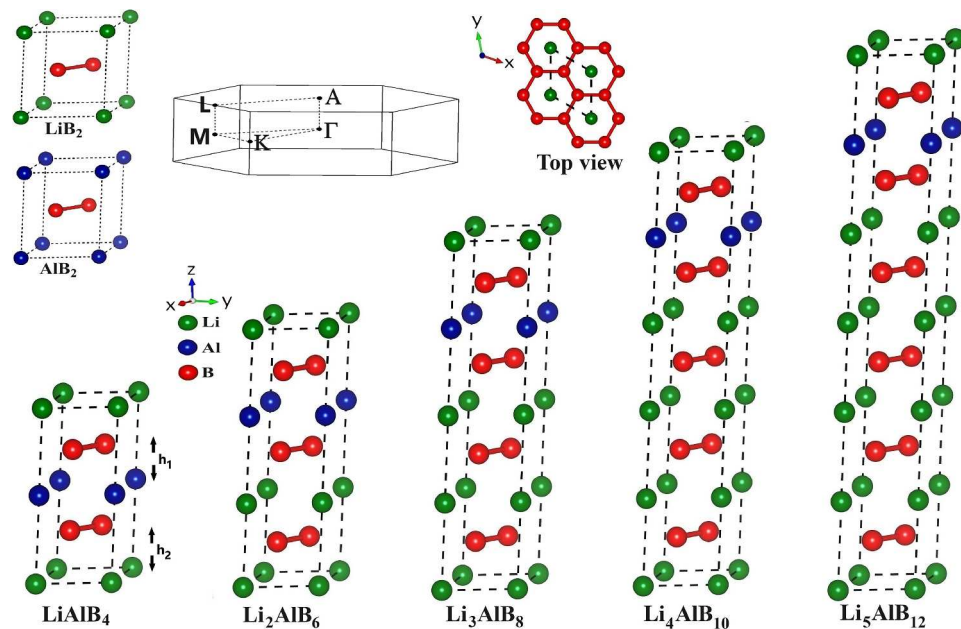 LiB₂
AlB₂
L
A
M
K
Γ
y
x
Top view
z
x
y
Li
Al
B
h₁
h₂
LiAlB₄
Li₂AlB₆
Li₃AlB₈
Li₄AlB₁₀
Li₅AlB₁₂